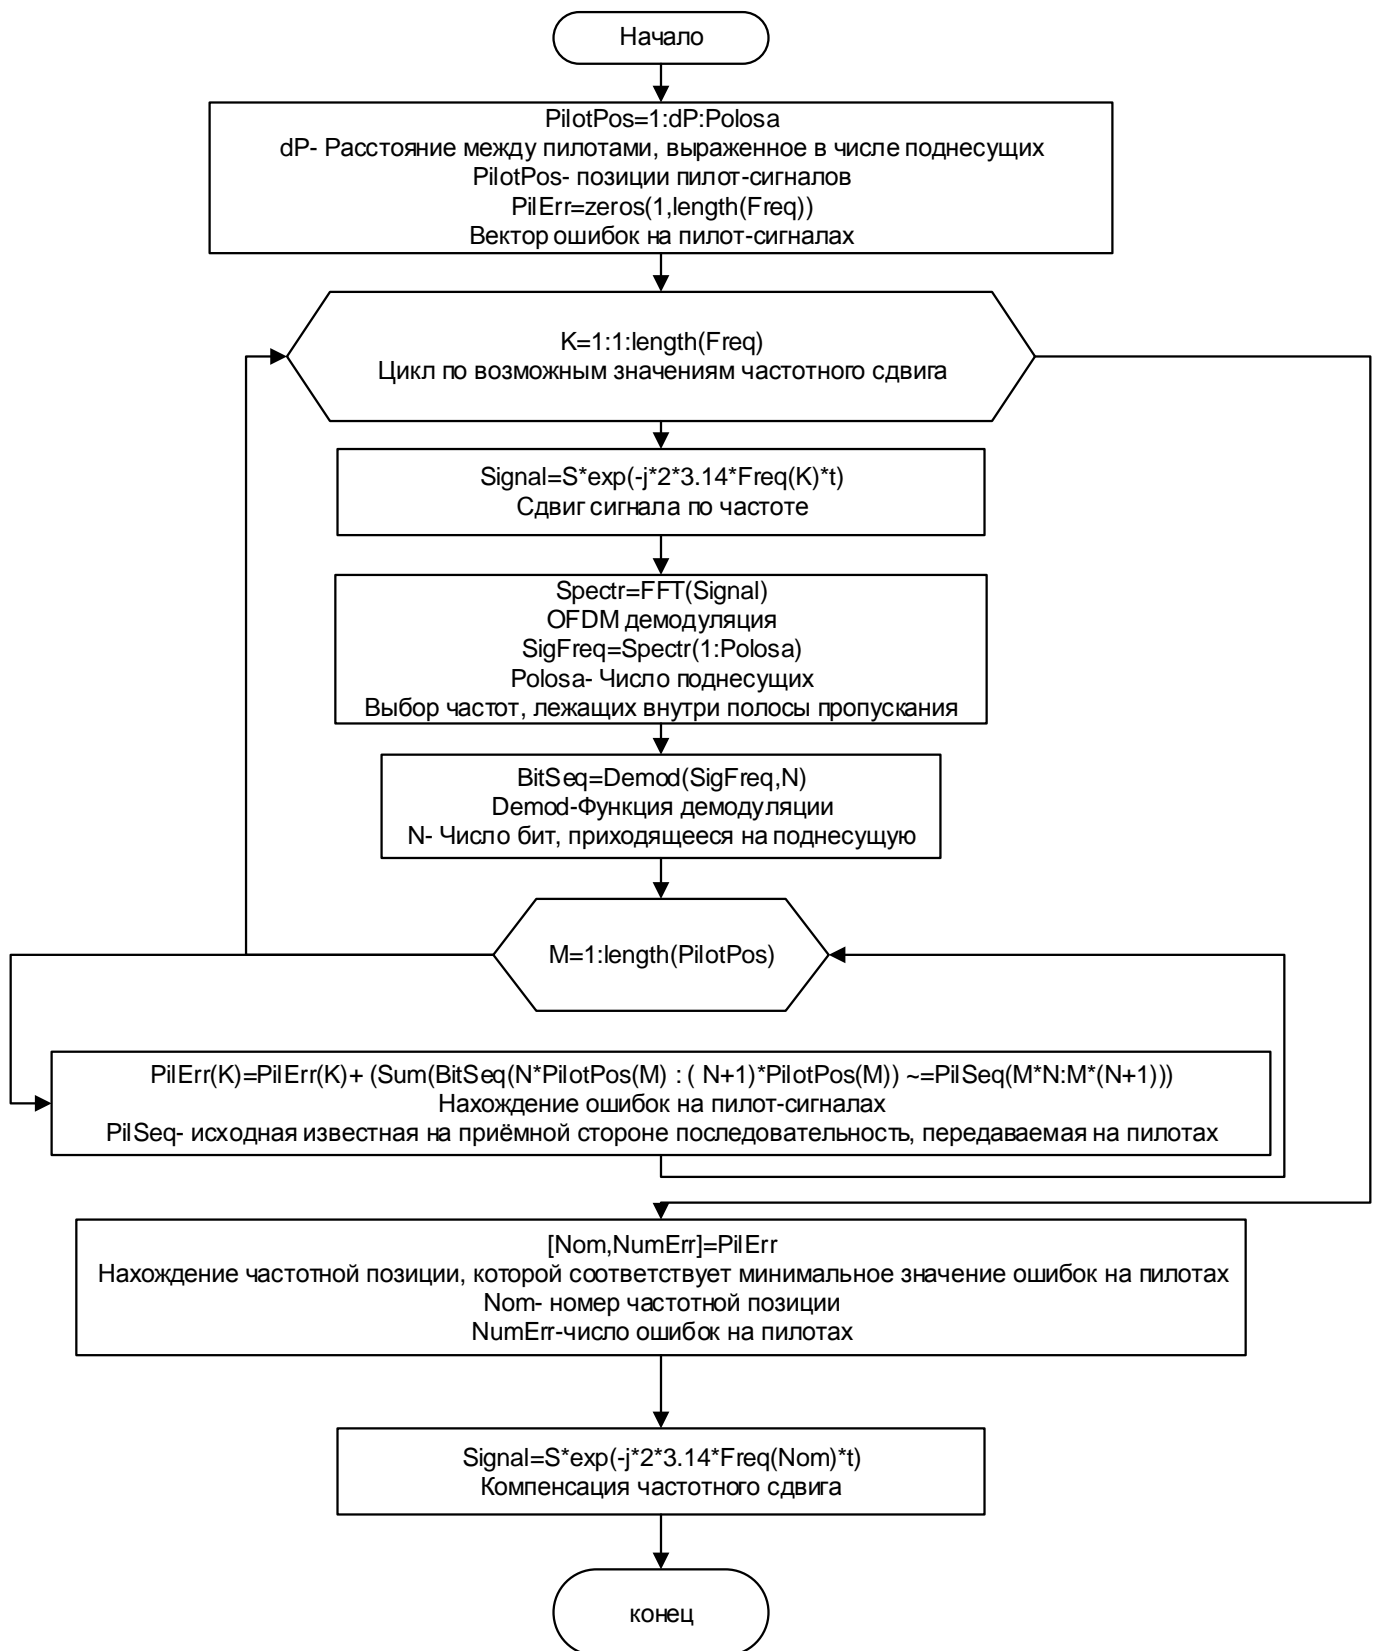 Начало
PilotPos=1:dP:Polosa
dP- Расстояние между пилотами, выраженное в числе поднесущих
PilotPos- позиции пилот-сигналов
PilErr=zeros(1,length(Freq))
Вектор ошибок на пилот-сигналах
K=1:1:length(Freq)
Цикл по возможным значениям частотного сдвига
Signal=S*exp(-j*2*3.14*Freq(K)*t)
Сдвиг сигнала по частоте
Spectr=FFT(Signal)
OFDM демодуляция
SigFreq=Spectr(1:Polosa)
Polosa- Число поднесущих
Выбор частот, лежащих внутри полосы пропускания
BitSeq=Demod(SigFreq,N)
Demod-Функция демодуляции
N- Число бит, приходящееся на поднесущую
M=1:length(PilotPos)
PilErr(K)=PilErr(K)+ (Sum(BitSeq(N*PilotPos(M) : ( N+1)*PilotPos(M)) ~=PilSeq(M*N:M*(N+1)))
Нахождение ошибок на пилот-сигналах
PilSeq- исходная известная на приёмной стороне последовательность, передаваемая на пилотах
[Nom,NumErr]=PilErr
Нахождение частотной позиции, которой соответствует минимальное значение ошибок на пилотах
Nom- номер частотной позиции
NumErr-число ошибок на пилотах
Signal=S*exp(-j*2*3.14*Freq(Nom)*t)
Компенсация частотного сдвига
конец